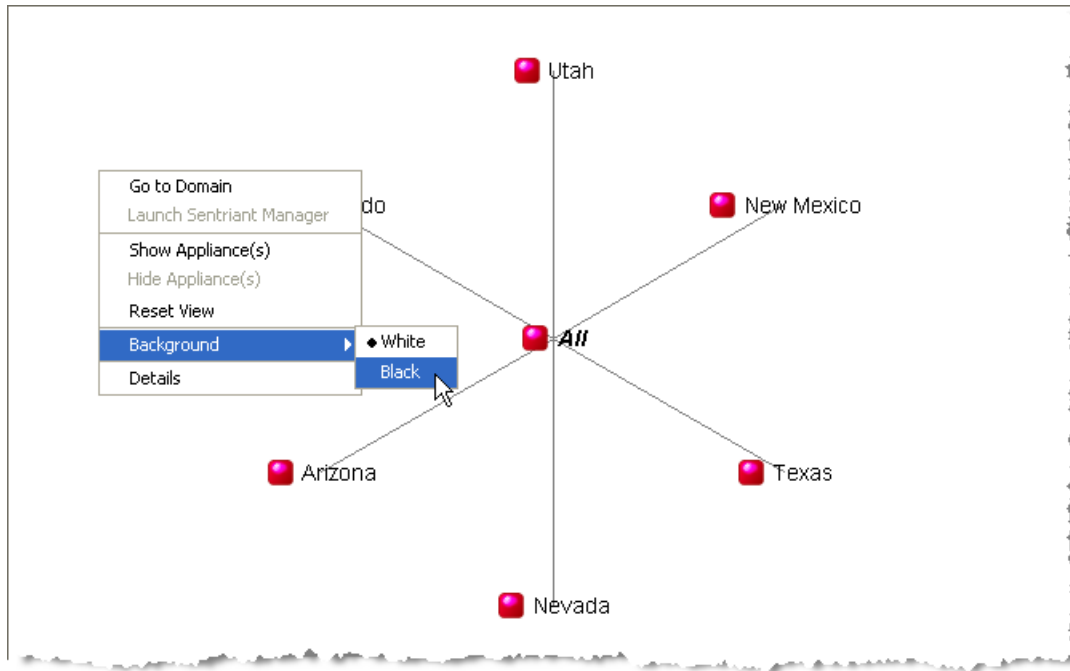 Utah
Go to Domain
Launch Sentriant Manager
do
New Mexico
Show Appliance(s)
Hide Appliance(s)
Reset View
All
Background
White
Black
Details
Arizona
Texas
Nevada